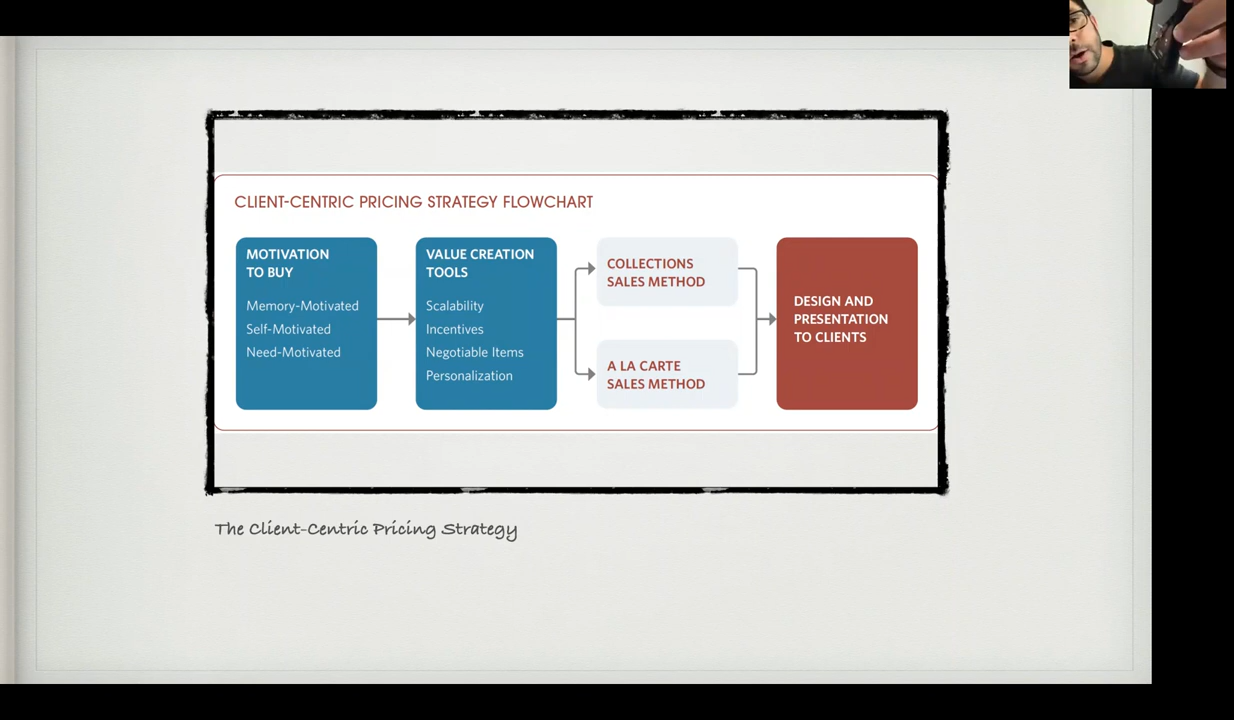 CLIENT-CENTRIC PRICING STRATEGY FLOWCHART
MOTIVATION
TO BUY
Memory-Motivated
Self-Motivated
Need-Motivated
VALUE CREATION
TOOLS
Scalability
Incentives
Negotiable Items
Personalization
COLLECTIONS
SALES METHOD
A LA CARTE
SALES METHOD
DESIGN AND
PRESENTATION
TO CLIENTS
The Client-Centric Pricing Strategy